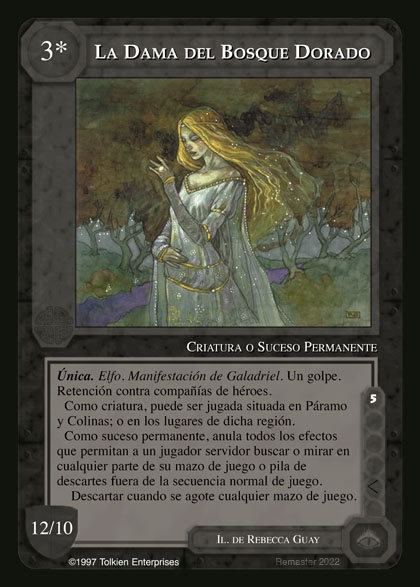 3*
La Dama del Bosque Dorado
Criatura o Suceso Permanente
Única. Elfo. Manifestación de Galadriel. Un golpe.
Retención contra compañías de héroes.
Como criatura, puede ser jugada situada en Páramo
y Colinas; o en los lugares de dicha región.
Como suceso permanente, anula todos los efectos
que permitan a un jugador servidor buscar o mirar en
cualquier parte de su mazo de juego o pila de
descartes fuera de la secuencia normal de juego.
Descartar cuando se agote cualquier mazo de juego.
5
12/10
Il. de Rebecca Guay
©1997 Tolkien Enterprises
Remaster 2022